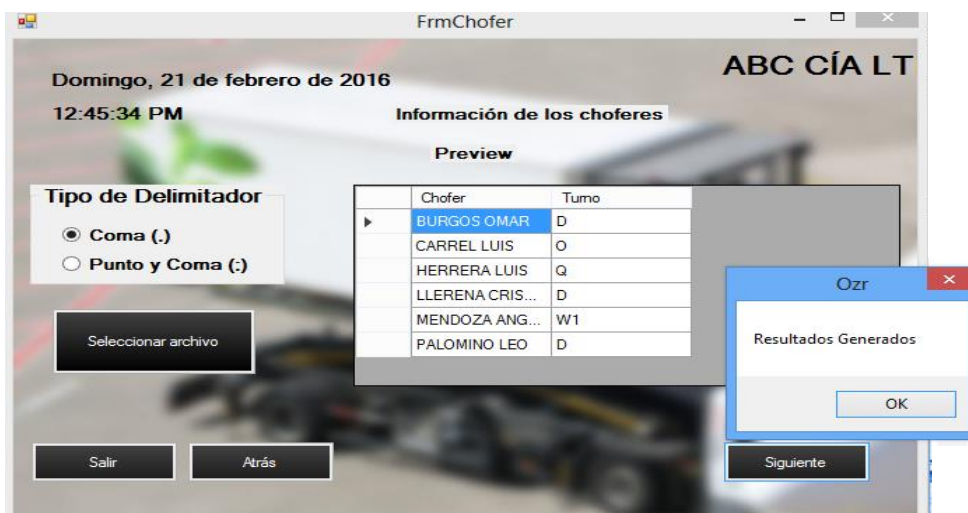 FrmChofer
ABC CÍA LT
Domingo, 21 de febrero de 2016
12:45:34 PM
Información de los choferes
Preview
Tipo de Delimitador
Coma (,)
Punto y Coma (;)
Seleccionar archivo
Chofer Turno
BURGOS OMAR D
CARREL LUIS O
HERRERA LUIS Q
LLERENA CRIS... D
MENDOZA ANG... W1
PALOMINO LEO D
Ozr
Resultados Generados
OK
Salir
Atrás
Siguiente